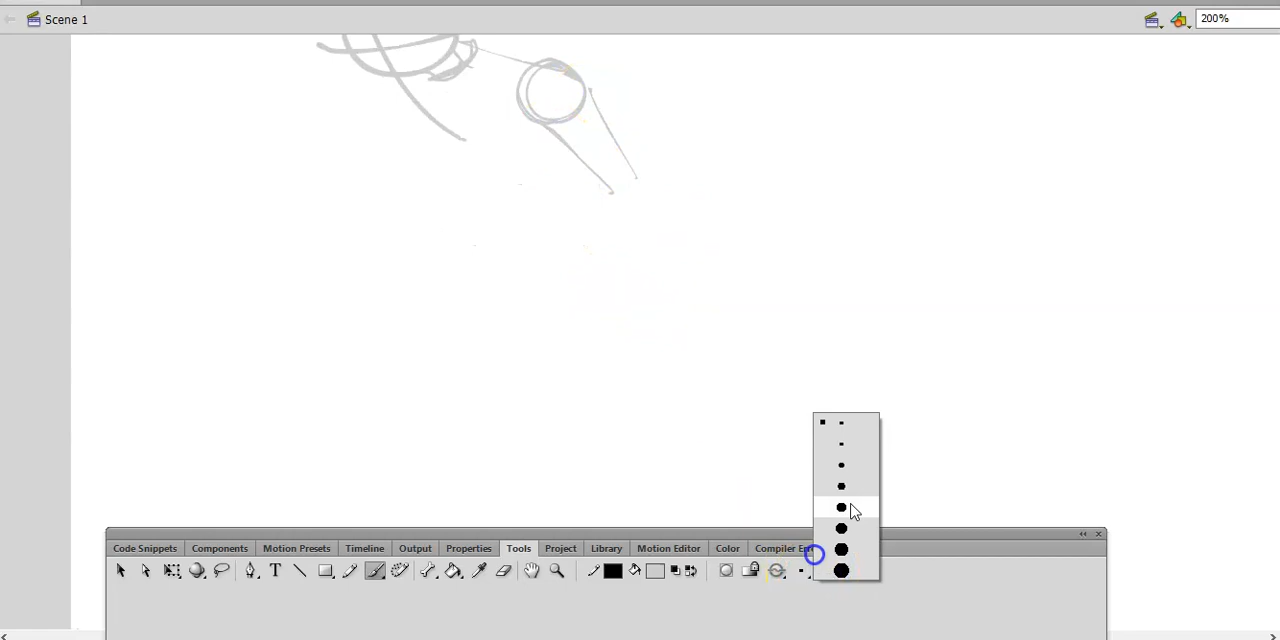 Scene 1
200%
Code Snippets Components Motion Presets Timeline Output Properties Tools Project Library Motion Editor Color Compiler
T